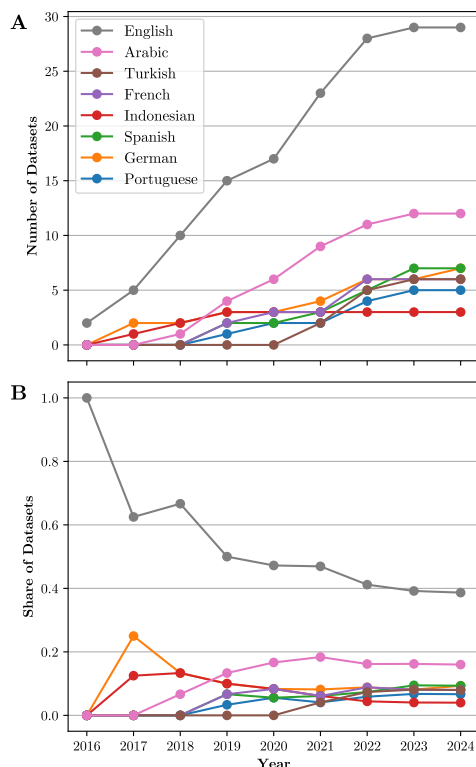 A
30
25
20
15
10
5
0
Number of Datasets
English
Arabic
Turkish
French
Indonesian
Spanish
German
Portuguese
B
1.0
0.8
0.6
0.4
0.2
0.0
Share of Datasets
2016 2017 2018 2019 2020 2021 2022 2023 2024
Year